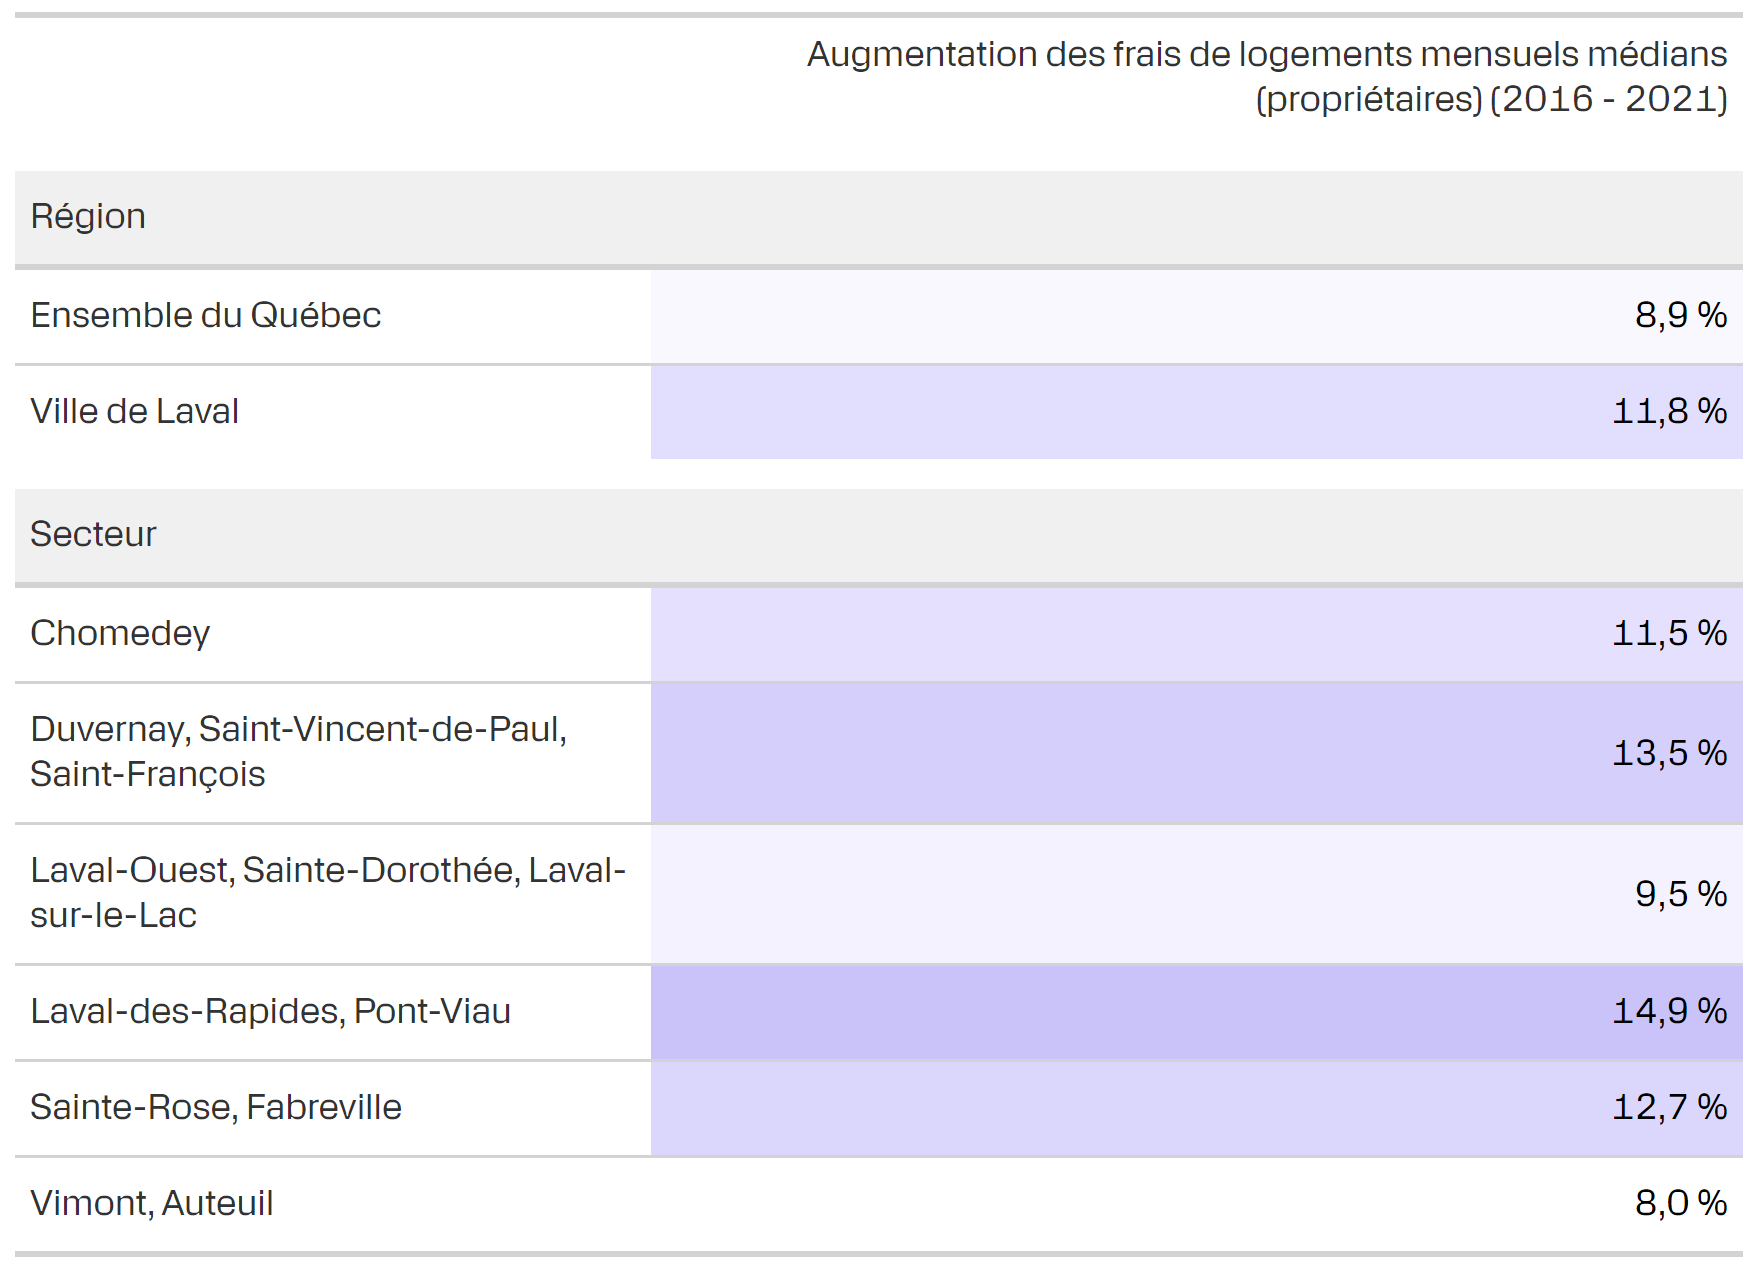 Augmentation des frais de logements mensuels médians
(propriétaires) (2016 - 2021)
Région
Ensemble du Québec 8,9 %
Ville de Laval 11,8 %
Secteur
Chomedey 11,5 %
Duvernay, Saint-Vincent-de-Paul,
Saint-François 13,5 %
Laval-Ouest, Sainte-Dorothée, Laval-
sur-le-Lac 9,5 %
Laval-des-Rapides, Pont-Viau 14,9 %
Sainte-Rose, Fabreville 12,7 %
Vimont, Auteuil 8,0 %